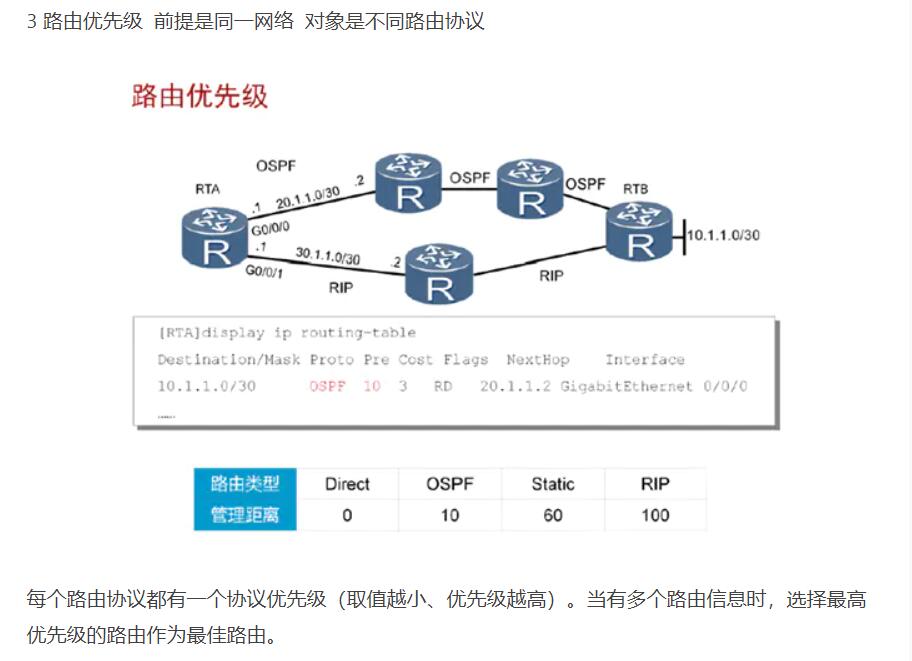 3 路由优先级 前提是同一网络 对象是不同路由协议
路由优先级
OSPF
RTA
.1 20.1.1.0/30 .2
G0/0/0
OSPF
OSPF
RTB
10.1.1.0/30
.1 30.1.1.0/30 .2
G0/0/1
RIP
RIP
R
R
R
R
R
[RTA]display ip routing-table
Destination/Mask Proto Pre Cost Flags NextHop Interface
10.1.1.0/30 OSPF 10 3 RD 20.1.1.2 GigabitEthernet 0/0/0
......
路由类型 Direct OSPF Static RIP
管理距离 0 10 60 100
每个路由协议都有一个协议优先级（取值越小、优先级越高）。当有多个路由信息时，选择最高
优先级的路由作为最佳路由。